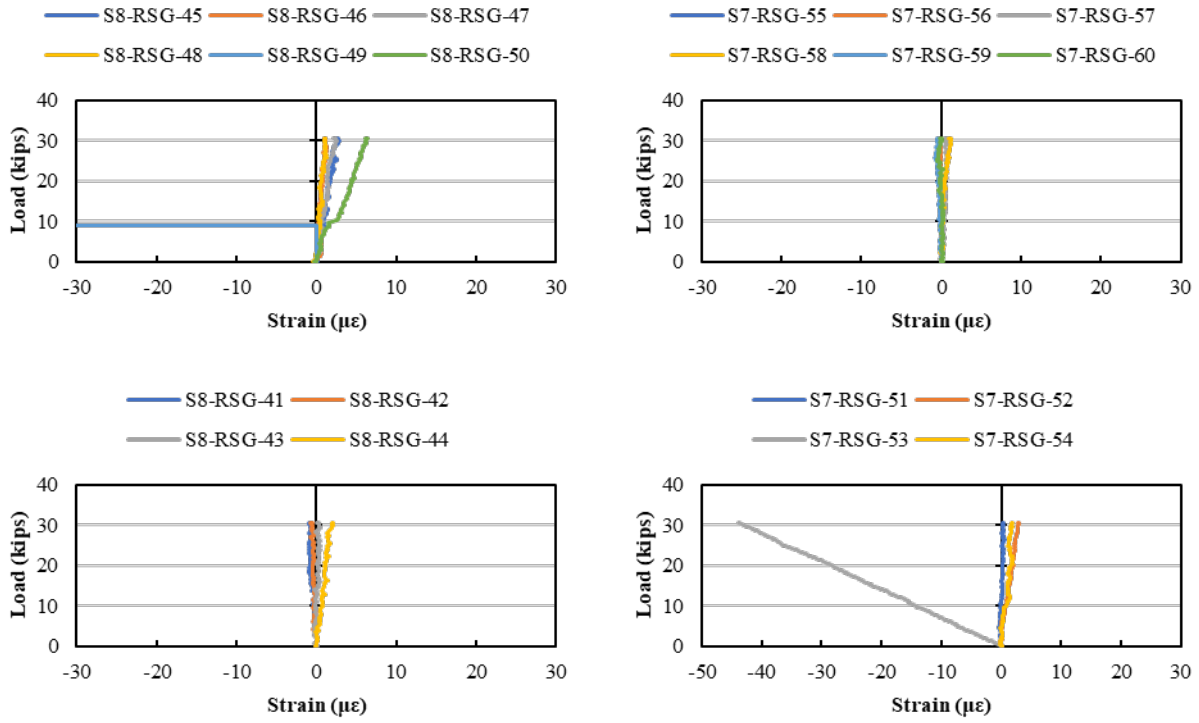 S8-RSG-45 S8-RSG-46 S8-RSG-47
S8-RSG-48 S8-RSG-49 S8-RSG-50
40
30
20
10
0
-30 -20 -10 0 10 20 30
Load (kips)
Strain (με)
S7-RSG-55 S7-RSG-56 S7-RSG-57
S7-RSG-58 S7-RSG-59 S7-RSG-60
40
30
20
10
0
-30 -20 -10 0 10 20 30
Load (kips)
Strain (με)
S8-RSG-41 S8-RSG-42
S8-RSG-43 S8-RSG-44
40
30
20
10
0
-30 -20 -10 0 10 20 30
Load (kips)
Strain (με)
S7-RSG-51 S7-RSG-52
S7-RSG-53 S7-RSG-54
40
30
20
10
0
-50 -40 -30 -20 -10 0 10 20 30
Load (kips)
Strain (με)